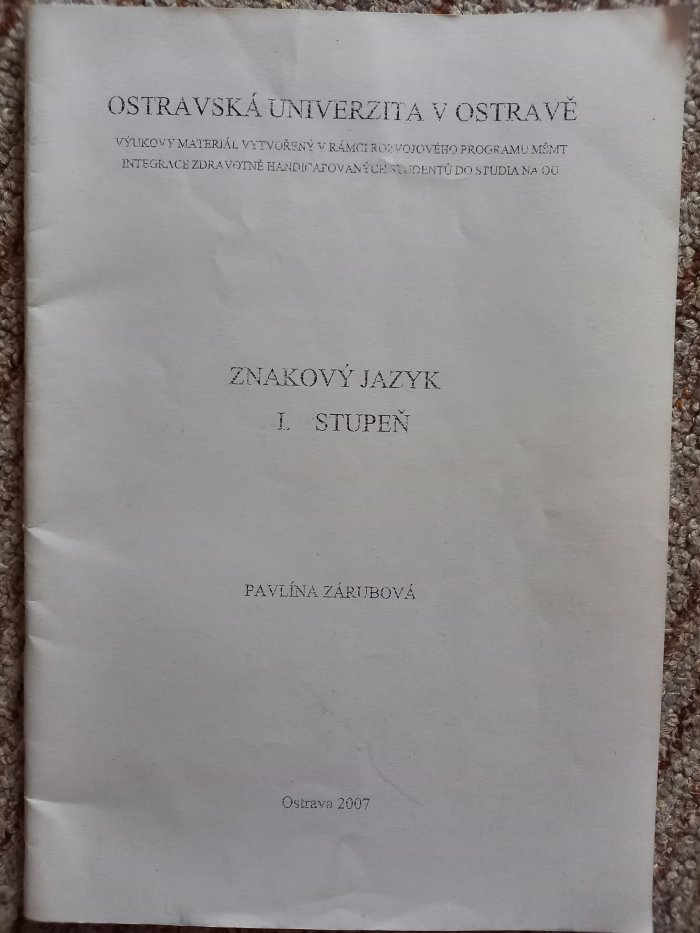 OSTRAVSKÁ UNIVERZITA V OSTRAVĚ
VÝUKOVÝ MATERIÁL VYTVOŘENÝ V RÁMCI ROZVOJOVÉHO PROGRAMU MŠMT
INTEGRACE ZDRAVOTNĚ HANDICAPOVANÝCH STUDENTŮ DO STUDIA NA OU
ZNAKOVÝ JAZYK
I. STUPEŇ
PAVLÍNA ZÁRUBOVÁ
Ostrava 2007